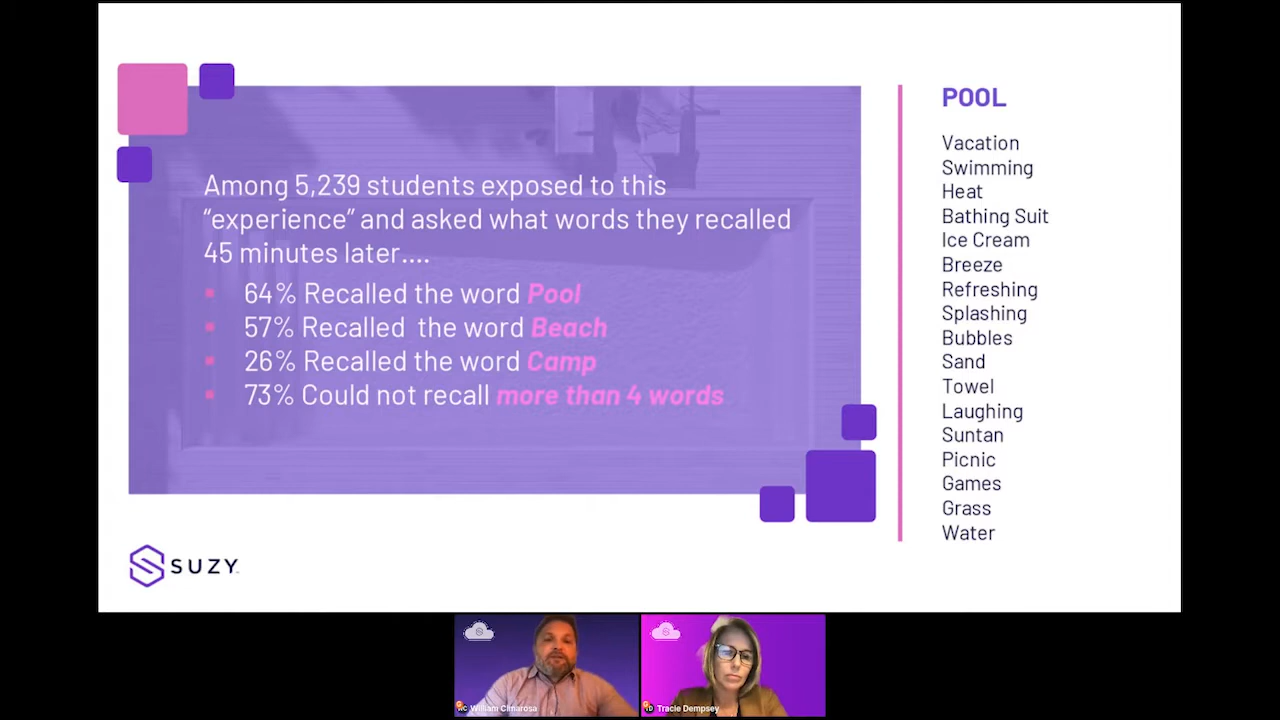 Among 5,239 students exposed to this
“experience” and asked what words they recalled
45 minutes later....
64% Recalled the word Pool
57% Recalled the word Beach
26% Recalled the word Camp
73% Could not recall more than 4 words
POOL
Vacation
Swimming
Heat
Bathing Suit
Ice Cream
Breeze
Refreshing
Splashing
Bubbles
Sand
Towel
Laughing
Suntan
Picnic
Games
Grass
Water
SUZY
William Cimarosa
Tracie Dempsey